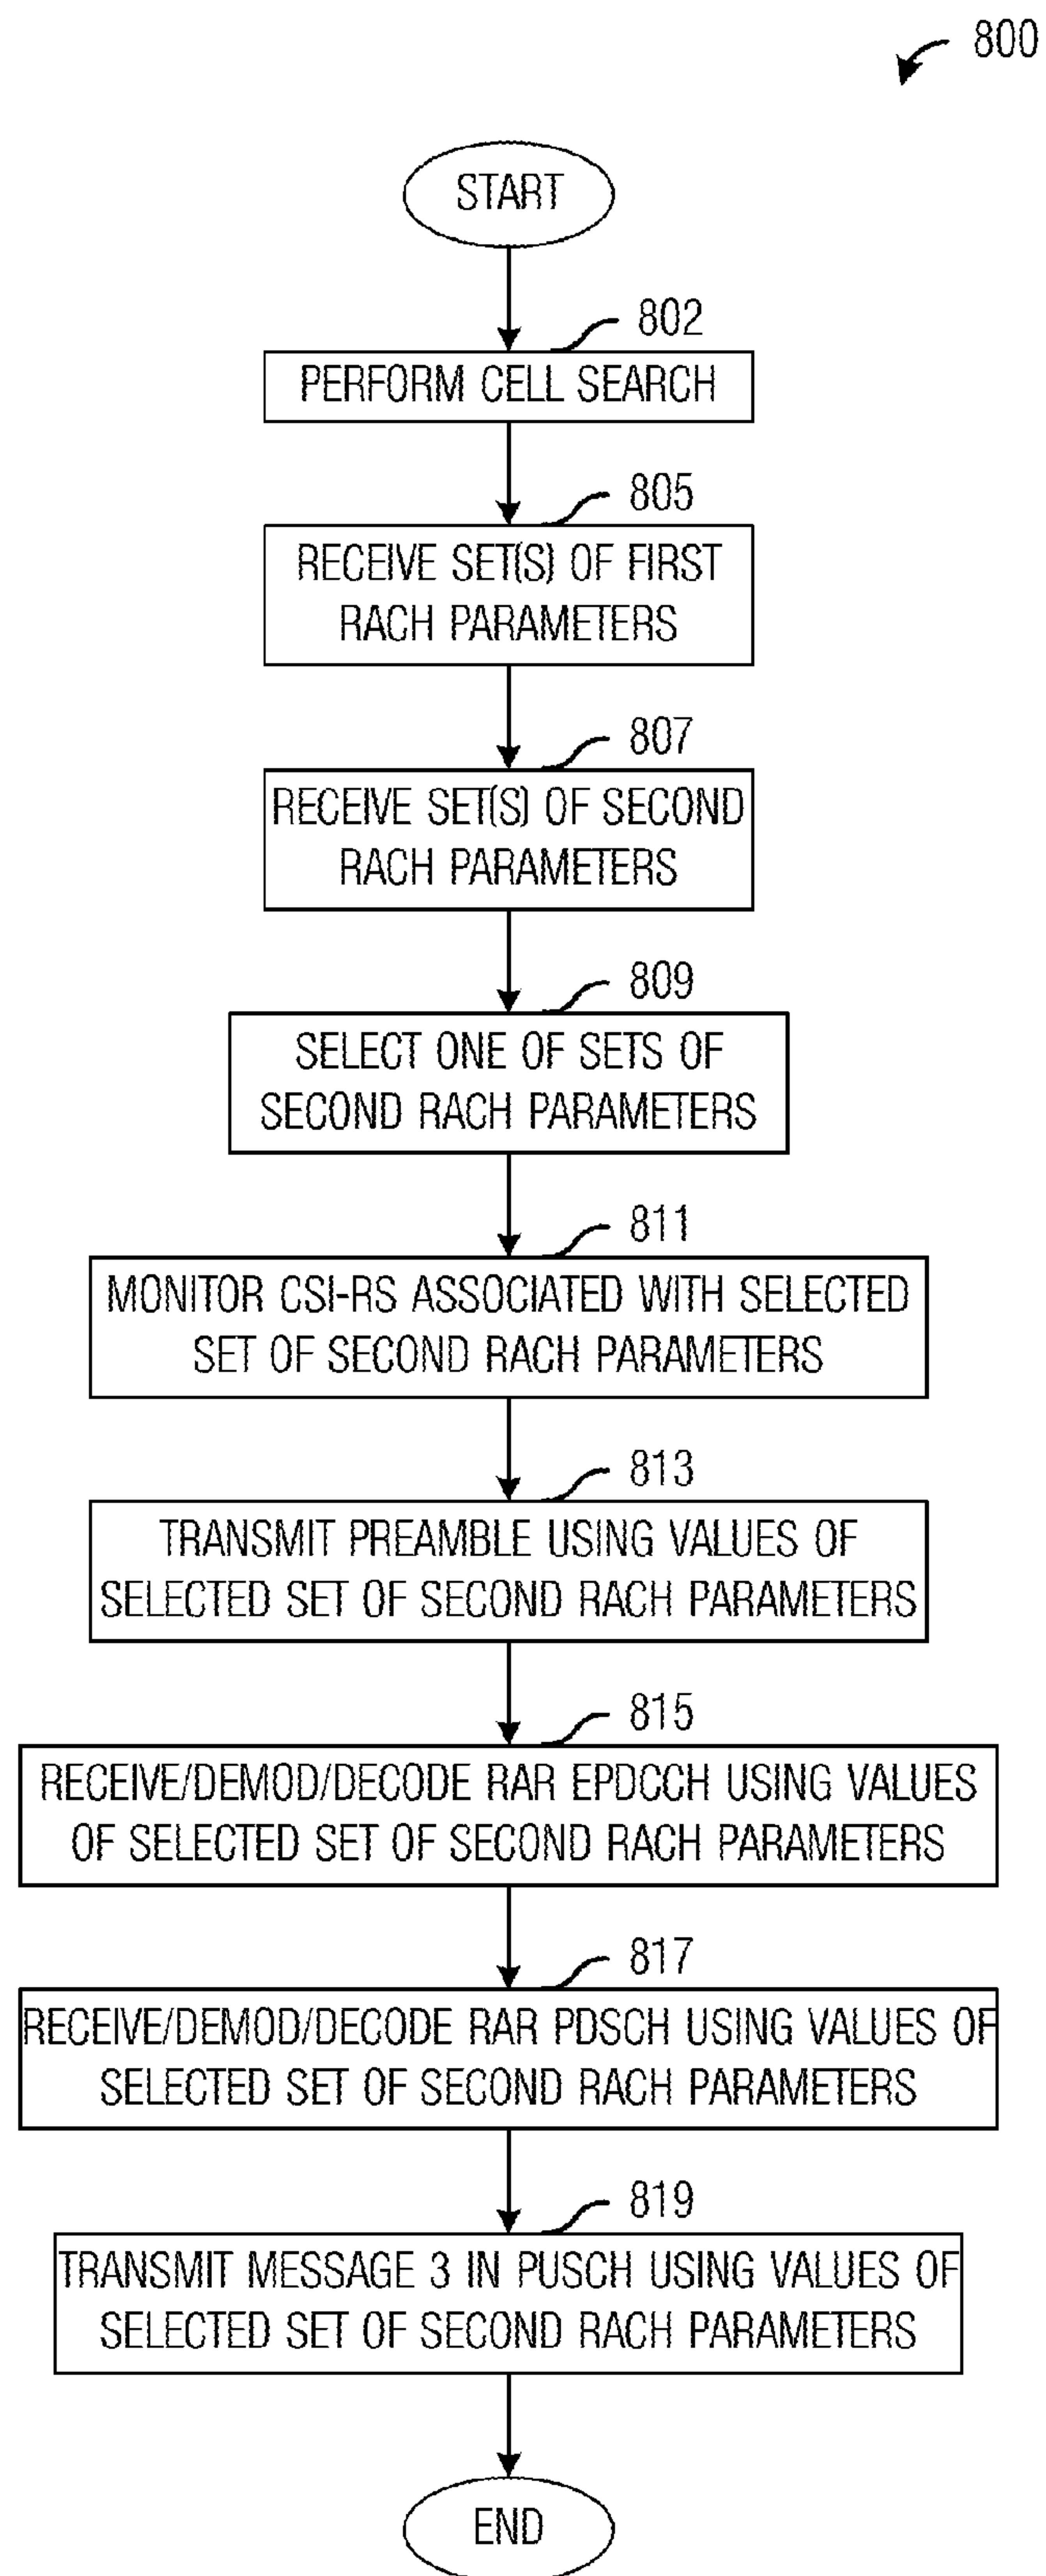 800
START
802
PERFORM CELL SEARCH
805
RECEIVE SET(S) OF FIRST
RACH PARAMETERS
807
RECEIVE SET(S) OF SECOND
RACH PARAMETERS
809
SELECT ONE OF SETS OF
SECOND RACH PARAMETERS
811
MONITOR CSI-RS ASSOCIATED WITH SELECTED
SET OF SECOND RACH PARAMETERS
813
TRANSMIT PREAMBLE USING VALUES OF
SELECTED SET OF SECOND RACH PARAMETERS
815
RECEIVE/DEMOD/DECODE RAR EPDCCH USING VALUES
OF SELECTED SET OF SECOND RACH PARAMETERS
817
RECEIVE/DEMOD/DECODE RAR PDSCH USING VALUES OF
SELECTED SET OF SECOND RACH PARAMETERS
819
TRANSMIT MESSAGE 3 IN PUSCH USING VALUES OF
SELECTED SET OF SECOND RACH PARAMETERS
END